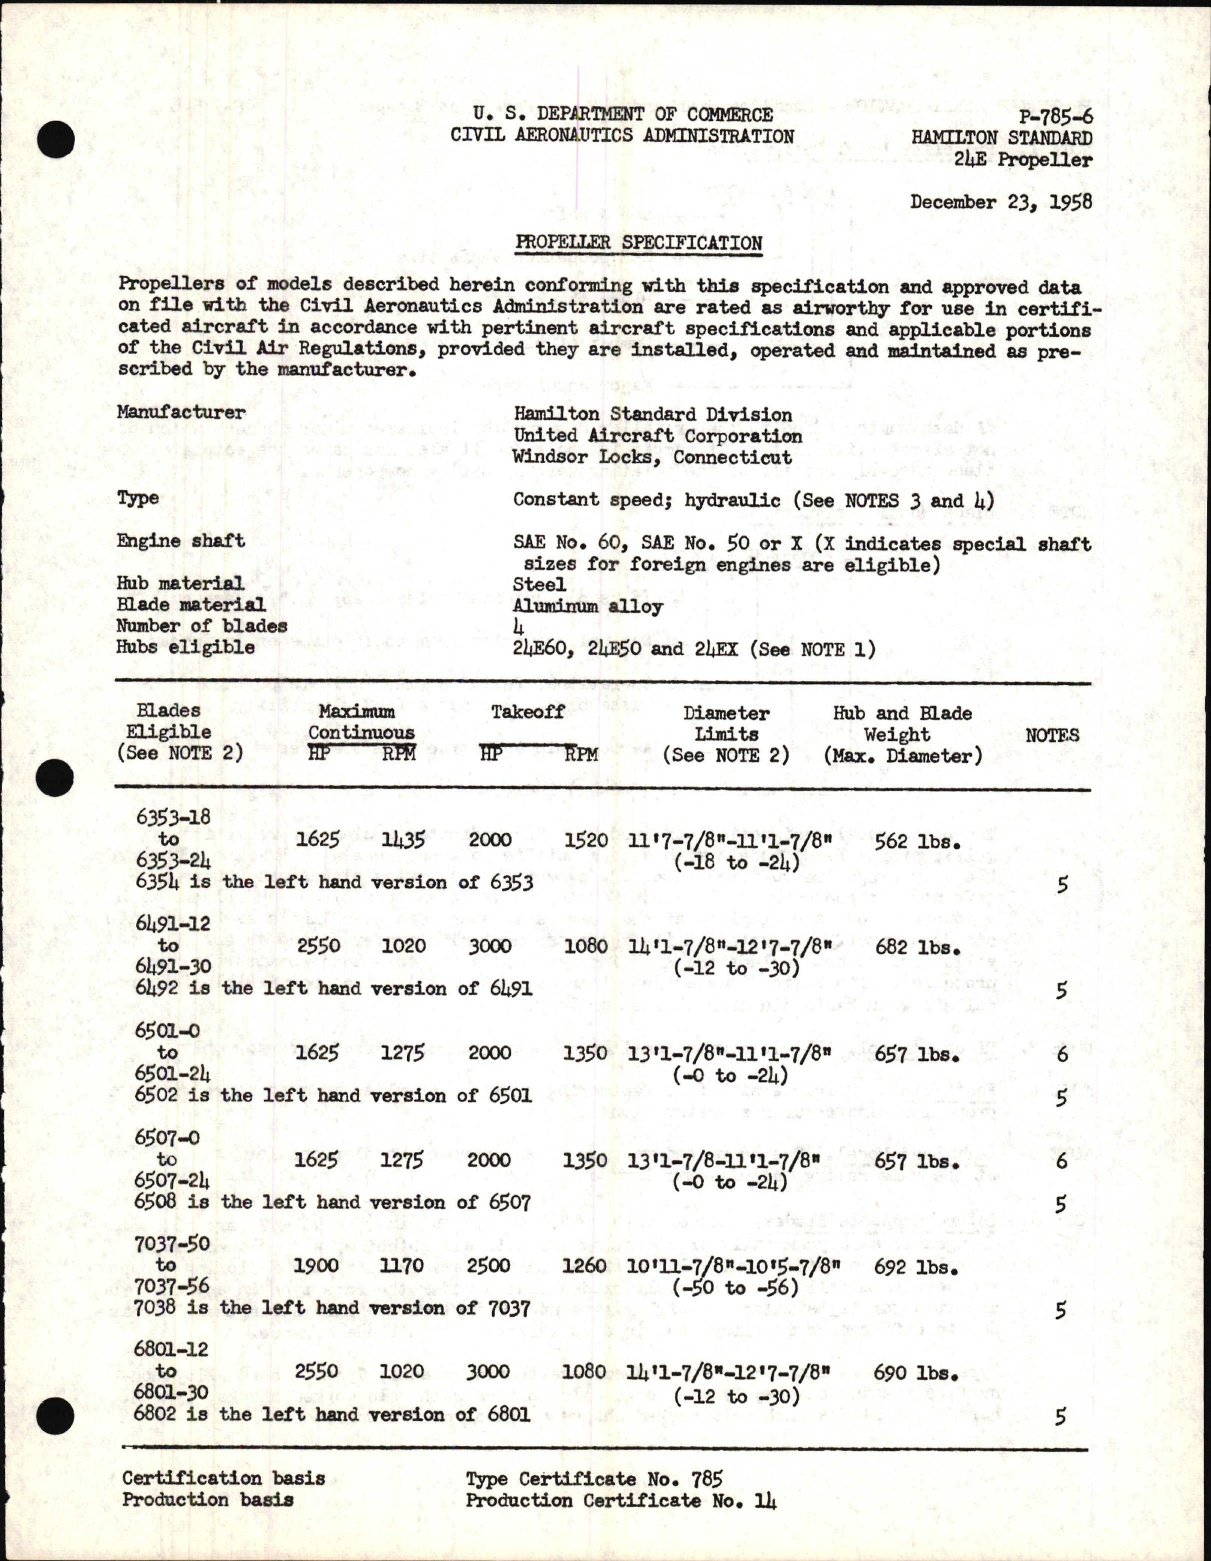 U. S. DEPARTMENT OF COMMERCE
CIVIL AERONAUTICS ADMINISTRATION
P-785-6
HAMILTON STANDARD
24E Propeller
December 23, 1958
PROPELLER SPECIFICATION
Propellers of models described herein conforming with this specification and approved data
on file with the Civil Aeronautics Administration are rated as airworthy for use in certifi-
cated aircraft in accordance with pertinent aircraft specifications and applicable portions
of the Civil Air Regulations, provided they are installed, operated and maintained as pre-
scribed by the manufacturer.
Manufacturer Hamilton Standard Division
United Aircraft Corporation
Windsor Locks, Connecticut
Type Constant speed; hydraulic (See NOTES 3 and 4)
Engine shaft SAE No. 60, SAE No. 50 or X (X indicates special shaft
sizes for foreign engines are eligible)
Hub material Steel
Blade material Aluminum alloy
Number of blades 4
Hubs eligible 24E60, 24E50 and 24EX (See NOTE 1)
Blades Maximum Takeoff Diameter Hub and Blade
Eligible Continuous Limits Weight NOTES
(See NOTE 2) HP RPM HP RPM (See NOTE 2) (Max. Diameter)
6353-18
to 1625 1435 2000 1520 11'7-7/8"-11'1-7/8" 562 lbs.
6353-24 (-18 to -24)
6354 is the left hand version of 6353 5
6491-12
to 2550 1020 3000 1080 14'1-7/8"-12'7-7/8" 682 lbs.
6491-30 (-12 to -30)
6492 is the left hand version of 6491 5
6501-0
to 1625 1275 2000 1350 13'1-7/8"-11'1-7/8" 657 lbs. 6
6501-24 (-0 to -24)
6502 is the left hand version of 6501 5
6507-0
to 1625 1275 2000 1350 13'1-7/8-11'1-7/8" 657 lbs. 6
6507-24 (-0 to -24)
6508 is the left hand version of 6507 5
7037-50
to 1900 1170 2500 1260 10'11-7/8"-10'5-7/8" 692 lbs.
7037-56 (-50 to -56)
7038 is the left hand version of 7037 5
6801-12
to 2550 1020 3000 1080 14'1-7/8"-12'7-7/8" 690 lbs.
6801-30 (-12 to -30)
6802 is the left hand version of 6801 5
Certification basis Type Certificate No. 785
Production basis Production Certificate No. 14